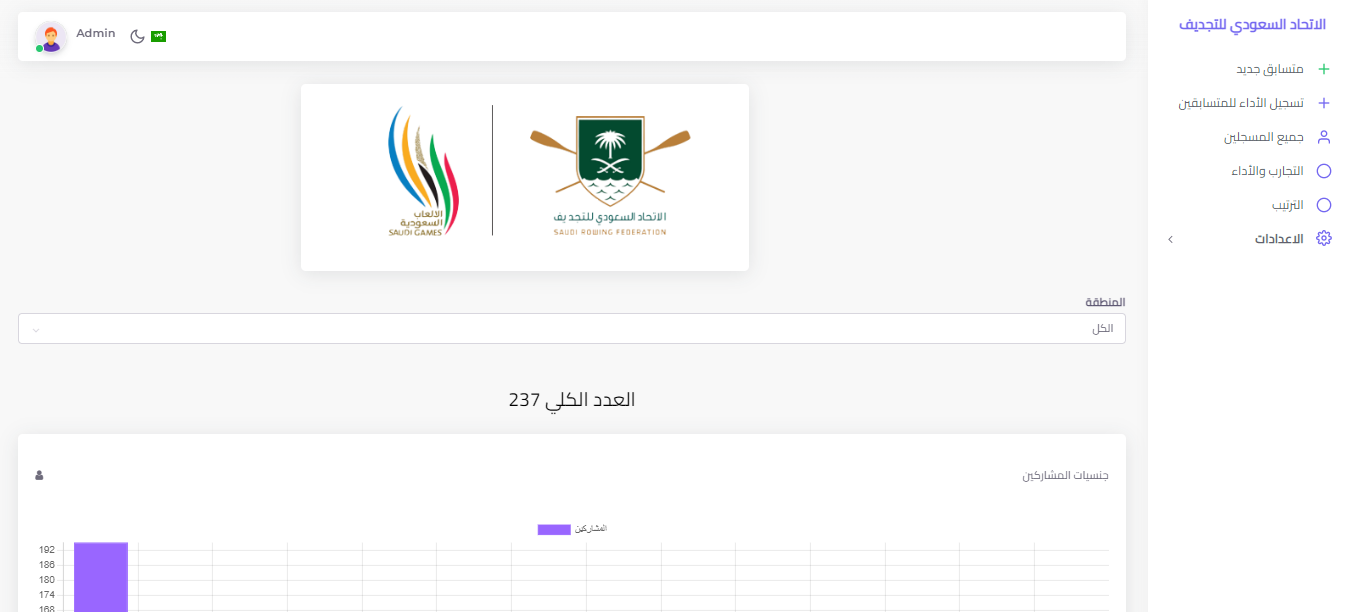 الاتحاد السعودي للتجديف
متسابق جديد
تسجيل الأداء للمتسابقين
جميع المسجلين
التجارب والأداء
الترتيب
الاعدادات
Admin
الاتحاد السعودي للتجديف
SAUDI ROWING FEDERATION
الألعاب
السعودية
SAUDI GAMES
المنطقة
الكل
العدد الكلي 237
جنسيات المشاركين
المشاركين
192
186
180
174
168